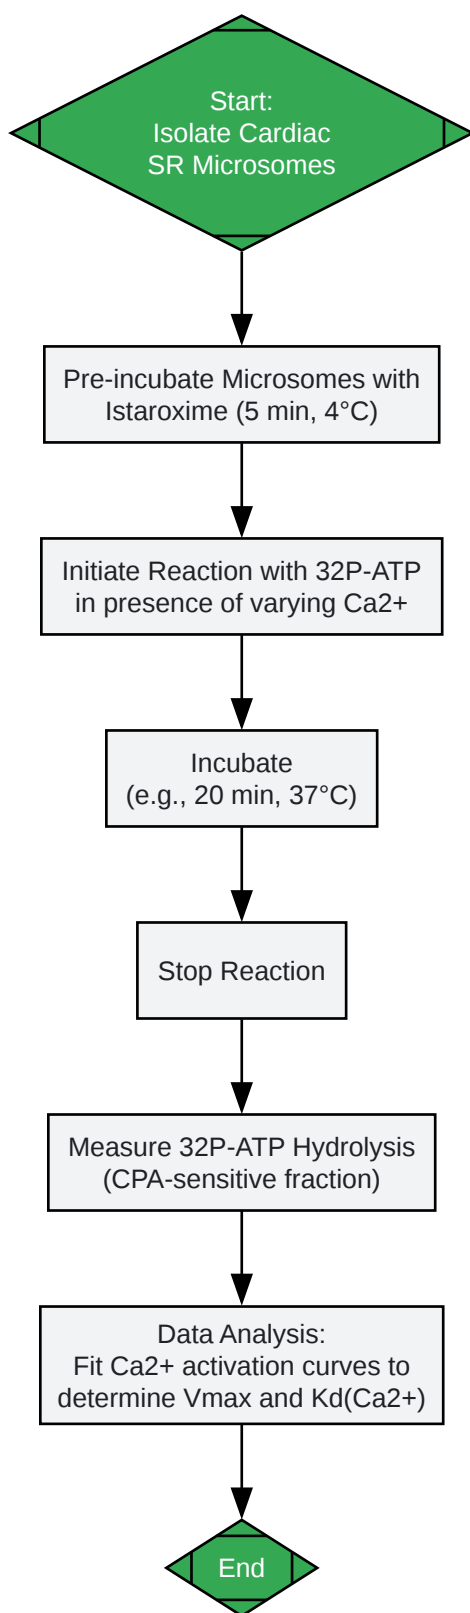 Start:
Isolate Cardiac
SR Microsomes
Pre-incubate Microsomes with
Istaroxime (5 min, 4°C)
Initiate Reaction with 32P-ATP
in presence of varying Ca2+
Incubate
(e.g., 20 min, 37°C)
Stop Reaction
Measure 32P-ATP Hydrolysis
(CPA-sensitive fraction)
Data Analysis:
Fit Ca2+ activation curves to
determine Vmax and Kd(Ca2+)
End